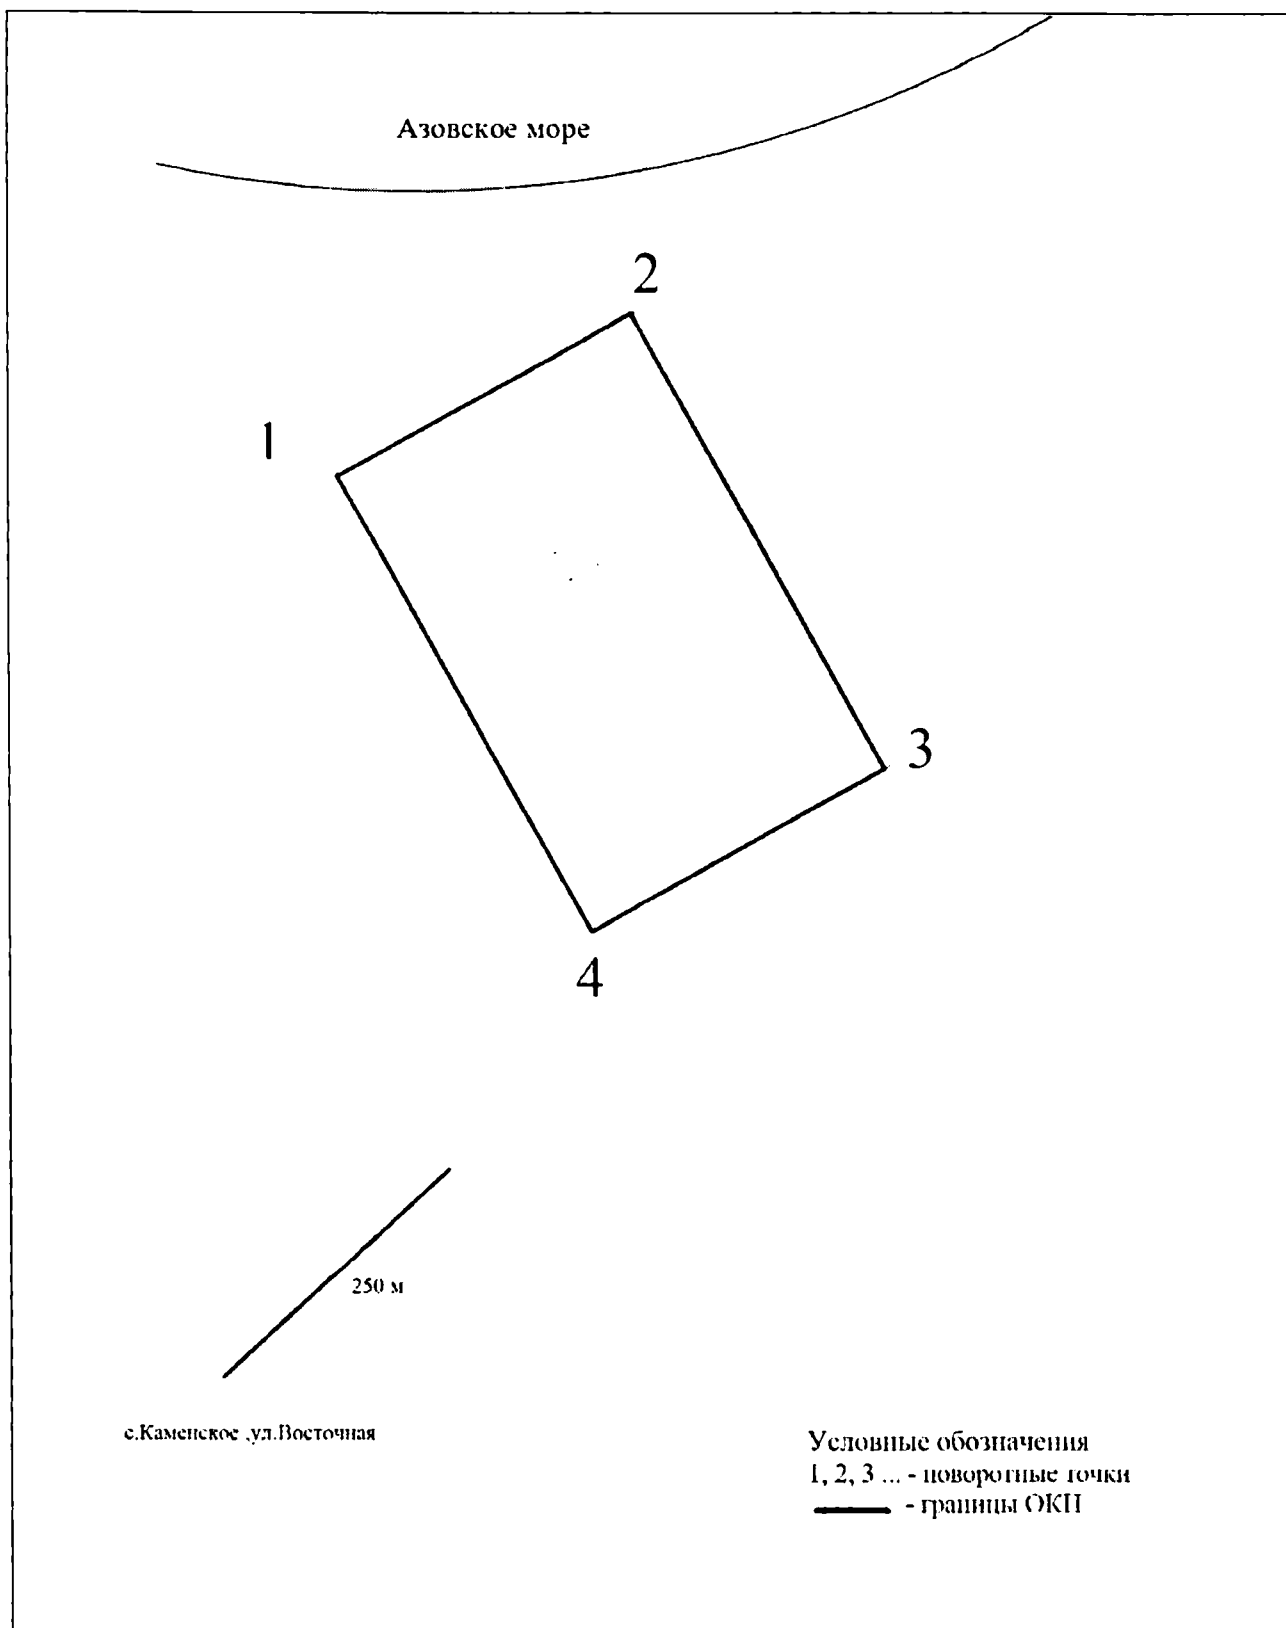 Азовское море
2
1
3
4
250 м
с.Каменское ,ул.Восточная
Условные обозначения
1, 2, 3 ... - поворотные точки
- границы ОКН